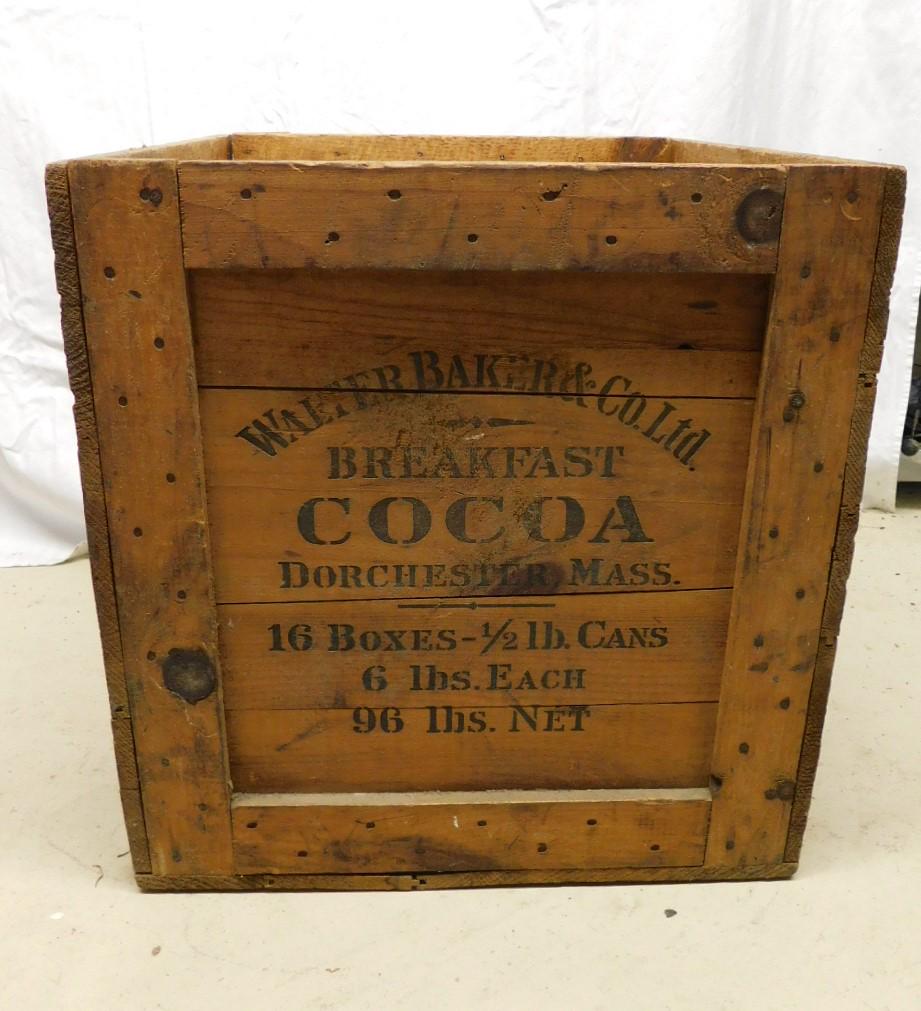 WALTER BAKER & CO. Ltd.
BREAKFAST
COCOA
DORCHESTER, MASS.
16 BOXES - 1/2 lb. CANS
6 lbs. EACH
96 lbs. NET